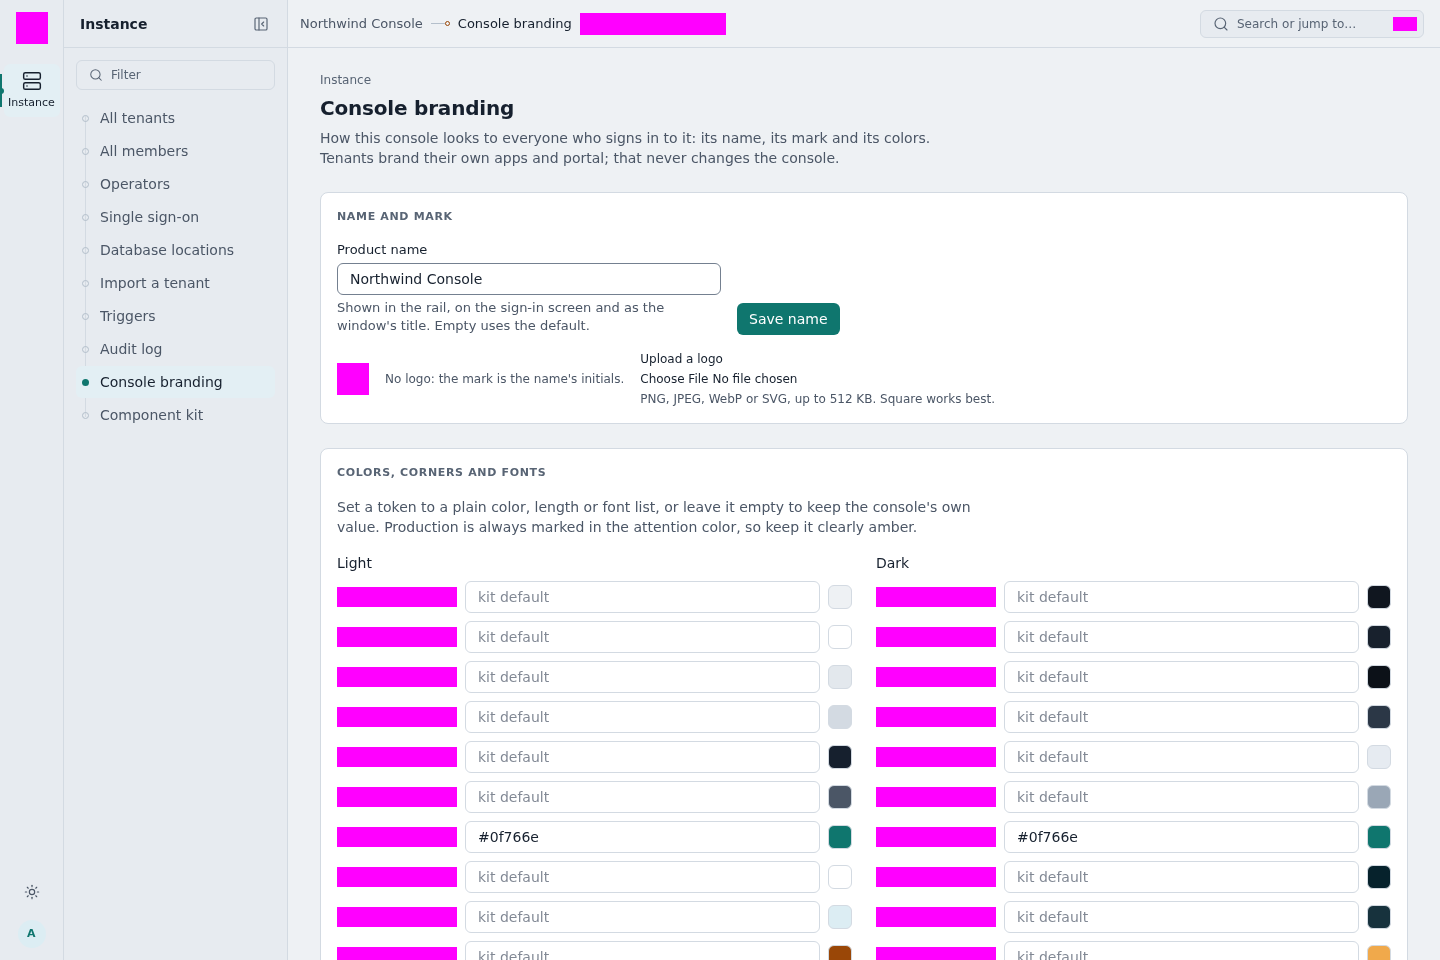 Instance
Northwind Console
Console branding
Search or jump to...
Filter
Instance
All tenants
All members
Operators
Single sign-on
Database locations
Import a tenant
Triggers
Audit log
Console branding
Component kit
A
Instance
Console branding
How this console looks to everyone who signs in to it: its name, its mark and its colors.
Tenants brand their own apps and portal; that never changes the console.
NAME AND MARK
Product name
Northwind Console
Shown in the rail, on the sign-in screen and as the
window's title. Empty uses the default.
Save name
No logo: the mark is the name's initials.
Upload a logo
Choose File No file chosen
PNG, JPEG, WebP or SVG, up to 512 KB. Square works best.
COLORS, CORNERS AND FONTS
Set a token to a plain color, length or font list, or leave it empty to keep the console's own
value. Production is always marked in the attention color, so keep it clearly amber.
Light
Dark
kit default
kit default
kit default
kit default
kit default
kit default
kit default
kit default
kit default
kit default
kit default
kit default
#0f766e
#0f766e
kit default
kit default
kit default
kit default
kit default
kit default